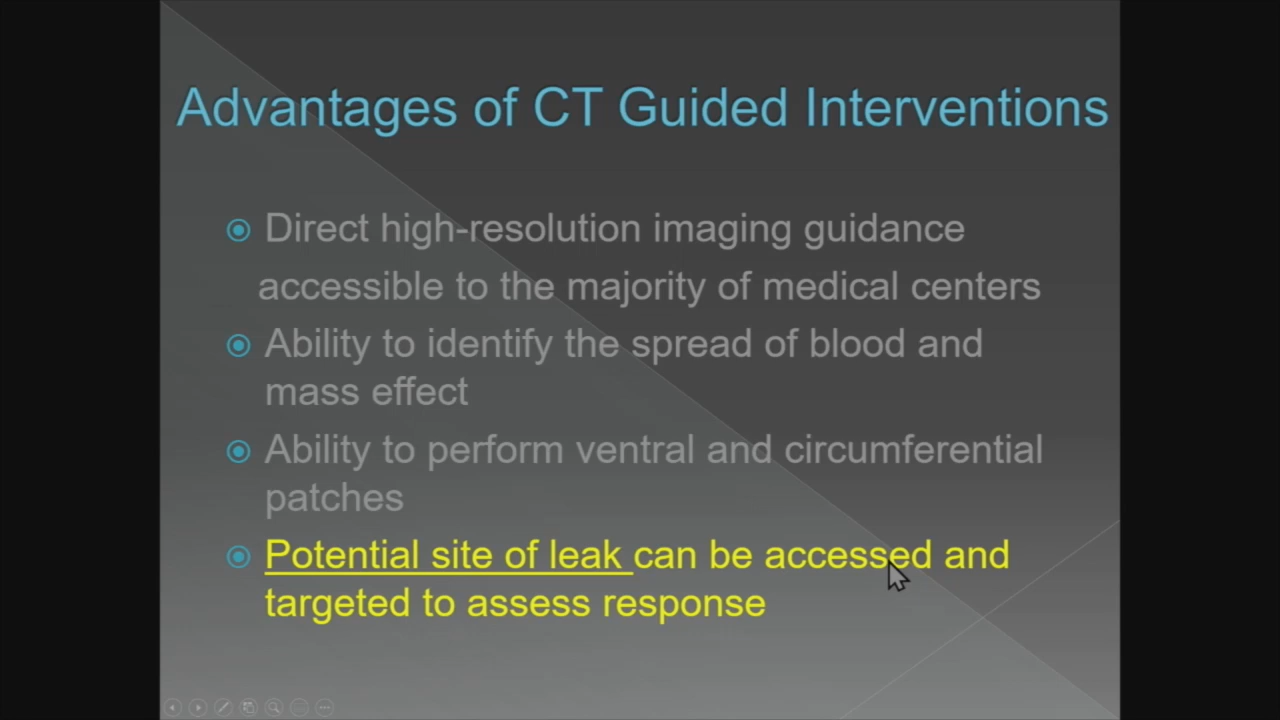 Advantages of CT Guided Interventions
Direct high-resolution imaging guidance
accessible to the majority of medical centers
Ability to identify the spread of blood and
mass effect
Ability to perform ventral and circumferential
patches
Potential site of leak can be accessed and
targeted to assess response